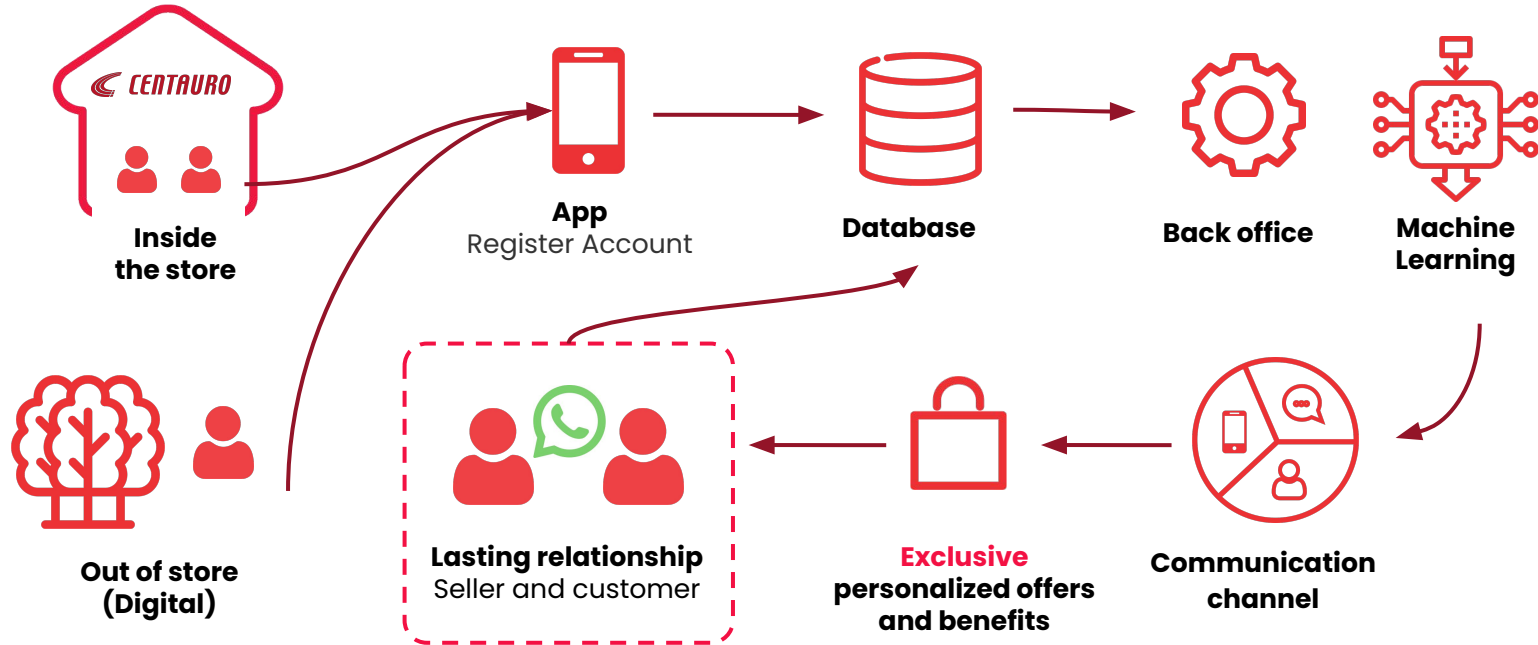 CENTAURO
Inside
the store
App
Register Account
Database
Back office
Machine
Learning
Out of store
(Digital)
Lasting relationship
Seller and customer
Exclusive
personalized offers
and benefits
Communication
channel